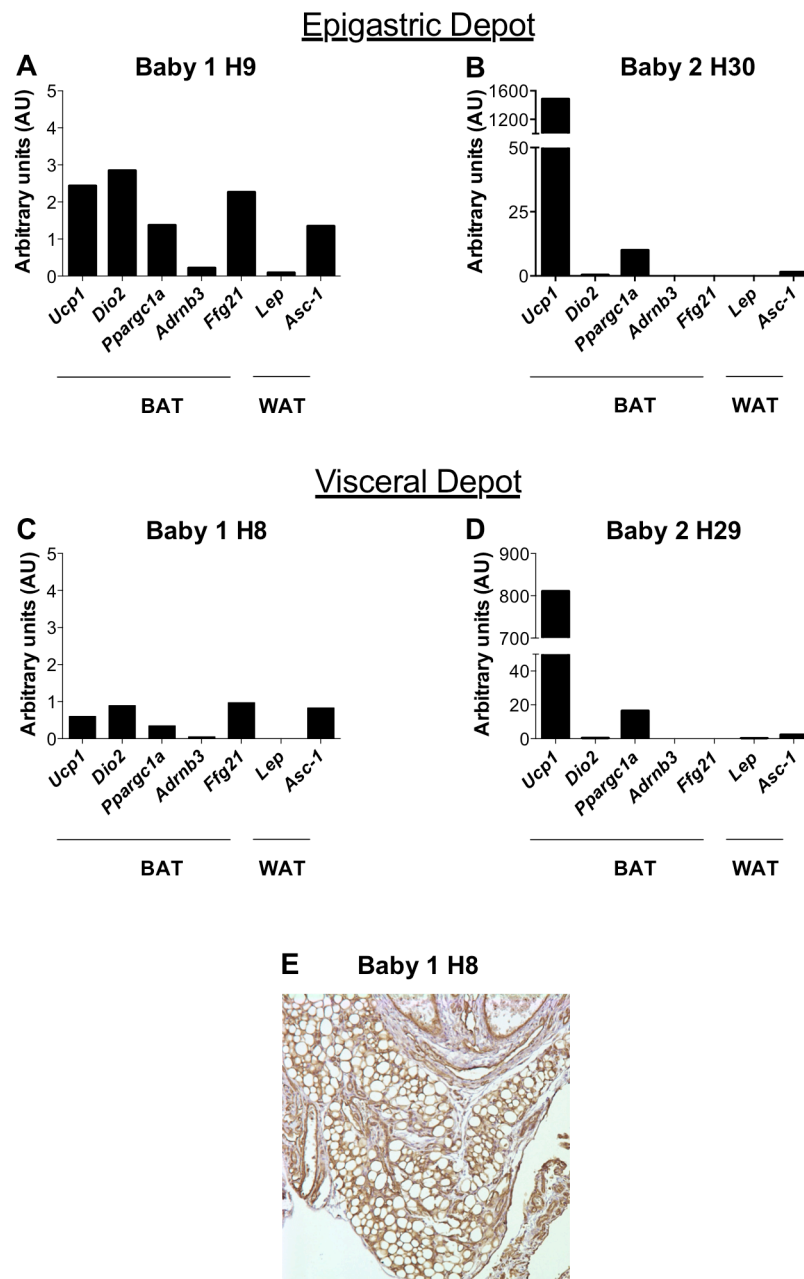 Epigastric Depot
A Baby 1 H9
Arbitrary units (AU)
5
4
3
2
1
0
Ucp1 Dio2 Ppargc1a Adrnb3 Ffg21 Lep Asc-1
BAT WAT
B Baby 2 H30
Arbitrary units (AU)
1600
1200
50
25
0
Ucp1 Dio2 Ppargc1a Adrnb3 Ffg21 Lep Asc-1
BAT WAT
Visceral Depot
C Baby 1 H8
Arbitrary units (AU)
5
4
3
2
1
0
Ucp1 Dio2 Ppargc1a Adrnb3 Ffg21 Lep Asc-1
BAT WAT
D Baby 2 H29
Arbitrary units (AU)
900
800
700
40
20
0
Ucp1 Dio2 Ppargc1a Adrnb3 Ffg21 Lep Asc-1
BAT WAT
E Baby 1 H8